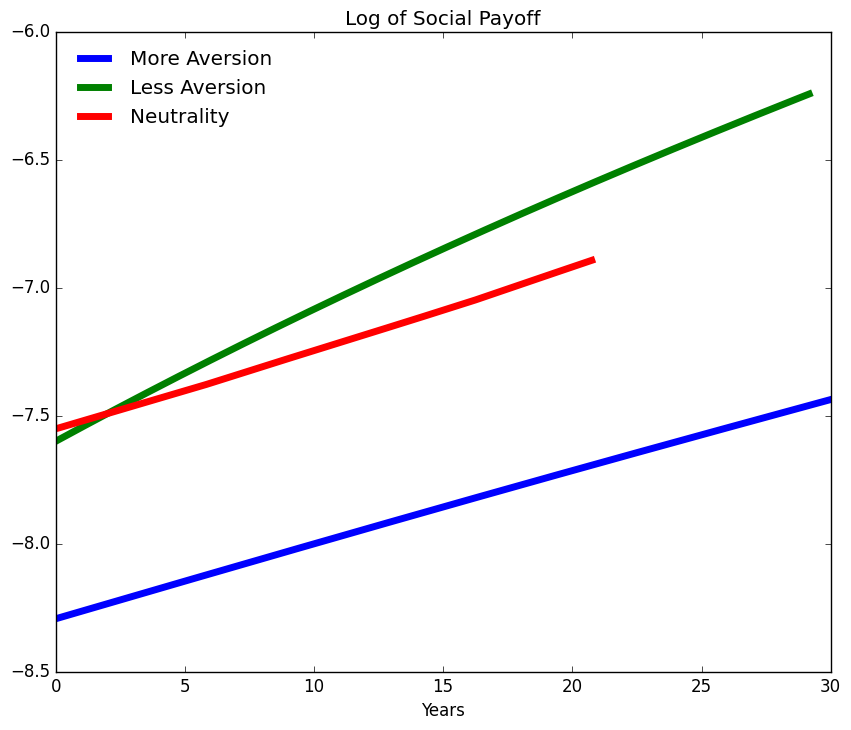 Log of Social Payoff
−6.0
−6.5
−7.0
−7.5
−8.0
−8.5
More Aversion
Less Aversion
Neutrality
0 5 10 15 20 25 30
Years